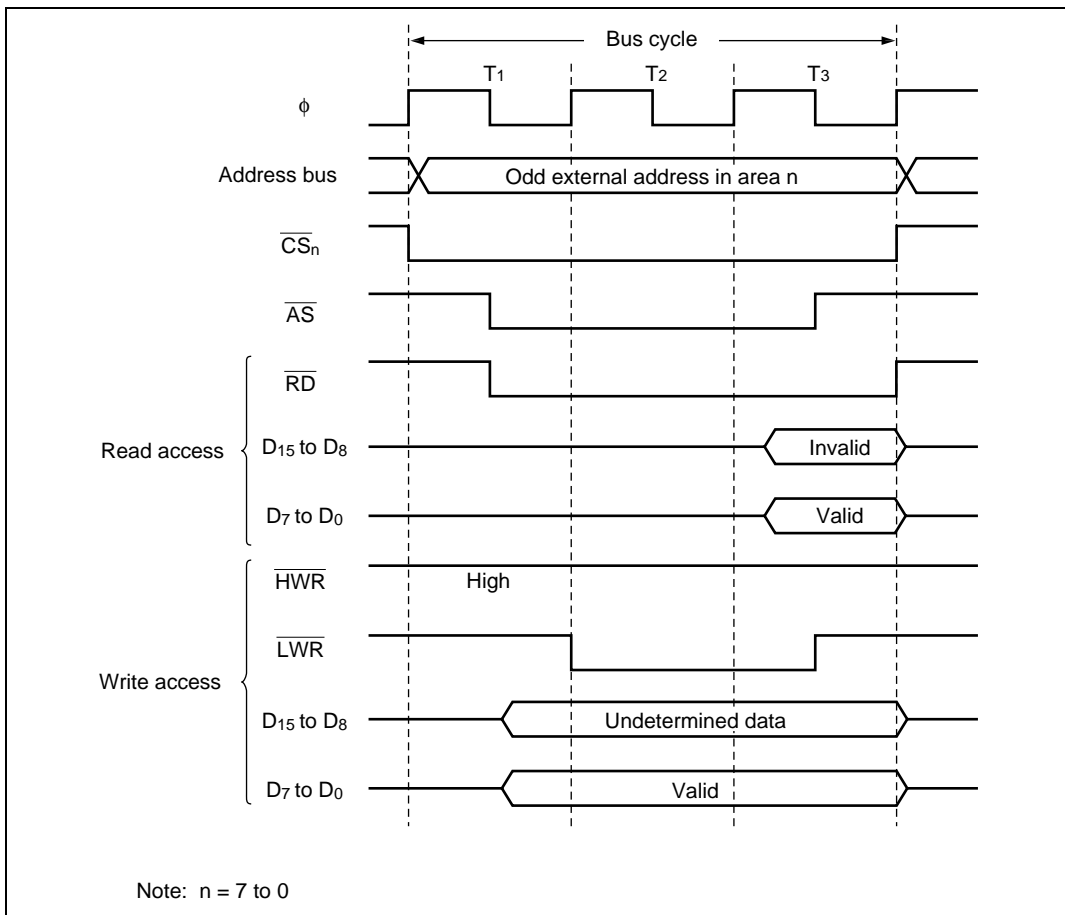 Bus cycle
T1 T2 T3
ϕ
Address bus
Odd external address in area n
CSn
AS
RD
Read access
D15 to D8
Invalid
D7 to D0
Valid
HWR
High
LWR
Write access
D15 to D8
Undetermined data
D7 to D0
Valid
Note: n = 7 to 0